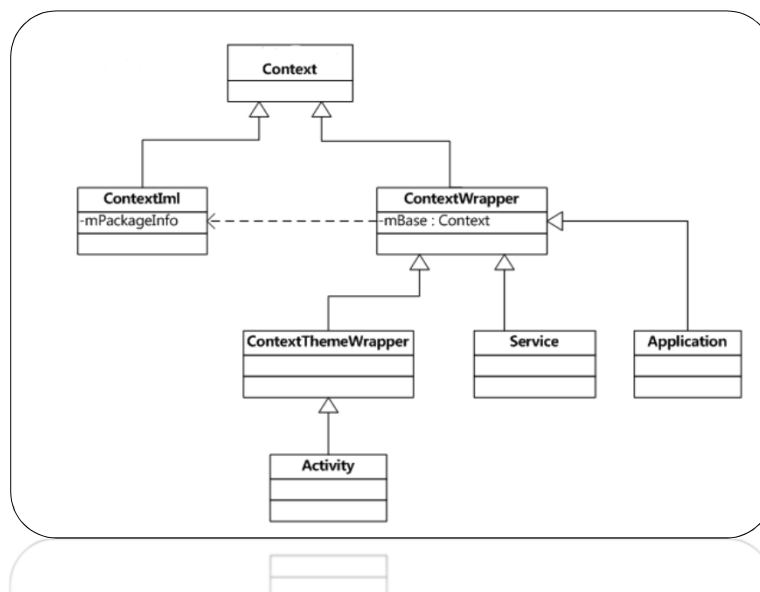 Context
ContextIml
-mPackageInfo
ContextWrapper
-mBase : Context
ContextThemeWrapper
Service
Application
Activity